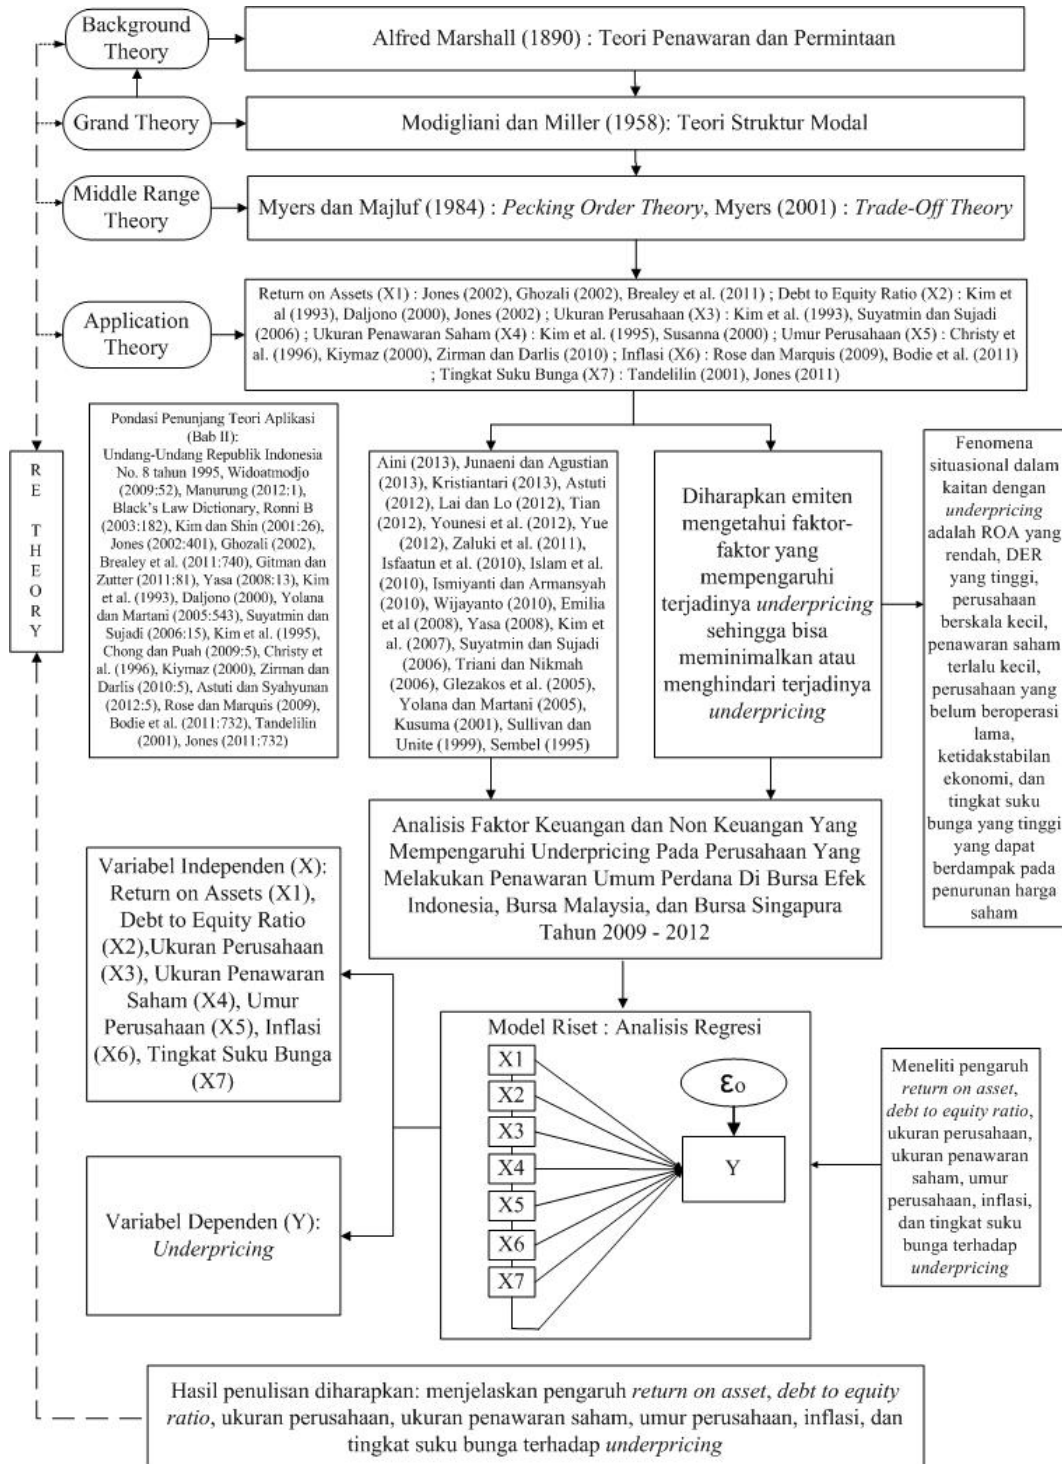 Background
Theory
Alfred Marshall (1890) : Teori Penawaran dan Permintaan
Grand Theory
Modigliani dan Miller (1958): Teori Struktur Modal
Middle Range
Theory
Myers dan Majluf (1984) : Pecking Order Theory, Myers (2001) : Trade-Off Theory
Application
Theory
Return on Assets (X1) : Jones (2002), Ghozali (2002), Brealey et al. (2011) ; Debt to Equity Ratio (X2) : Kim et
al (1993), Daljono (2000), Jones (2002) ; Ukuran Perusahaan (X3) : Kim et al. (1993), Suyatmin dan Sujadi
(2006) ; Ukuran Penawaran Saham (X4) : Kim et al. (1995), Susanna (2000) ; Umur Perusahaan (X5) : Christy et
al. (1996), Kiymaz (2000), Zirman dan Darlis (2010) ; Inflasi (X6) : Rose dan Marquis (2009), Bodie et al. (2011)
; Tingkat Suku Bunga (X7) : Tandelilin (2001), Jones (2011)
R
E
T
H
E
O
R
Y
Pondasi Penunjang Teori Aplikasi
(Bab II):
Undang-Undang Republik Indonesia
No. 8 tahun 1995, Widoatmodjo
(2009:52), Manurung (2012:1),
Black's Law Dictionary, Ronni B
(2003:182), Kim dan Shin (2001:26),
Jones (2002:401), Ghozali (2002),
Brealey et al. (2011:740), Gitman dan
Zutter (2011:81), Yasa (2008:13), Kim
et al. (1993), Daljono (2000), Yolana
dan Martani (2005:543), Suyatmin dan
Sujadi (2006:15), Kim et al. (1995),
Chong dan Puah (2009:5), Christy et
al. (1996), Kiymaz (2000), Zirman dan
Darlis (2010:5), Astuti dan Syahyunan
(2012:5), Rose dan Marquis (2009),
Bodie et al. (2011:732), Tandelilin
(2001), Jones (2011:732)
Aini (2013), Junaeni dan Agustian
(2013), Kristiantari (2013), Astuti
(2012), Lai dan Lo (2012), Tian
(2012), Younesi et al. (2012), Yue
(2012), Zaluki et al. (2011),
Isfaatun et al. (2010), Islam et al.
(2010), Ismiyanti dan Armansyah
(2010), Wijayanto (2010), Emilia
et al (2008), Yasa (2008), Kim et
al. (2007), Suyatmin dan Sujadi
(2006), Triani dan Nikmah
(2006), Glezakos et al. (2005),
Yolana dan Martani (2005),
Kusuma (2001), Sullivan dan
Unite (1999), Sembel (1995)
Diharapkan emiten
mengetahui faktor-
faktor yang
mempengaruhi
terjadinya underpricing
sehingga bisa
meminimalkan atau
menghindari terjadinya
underpricing
Fenomena
situasional dalam
kaitan dengan
underpricing
adalah ROA yang
rendah, DER
yang tinggi,
perusahaan
berskala kecil,
penawaran saham
terlalu kecil,
perusahaan yang
belum beroperasi
lama,
ketidakstabilan
ekonomi, dan
tingkat suku
bunga yang tinggi
yang dapat
berdampak pada
penurunan harga
saham
Analisis Faktor Keuangan dan Non Keuangan Yang
Mempengaruhi Underpricing Pada Perusahaan Yang
Melakukan Penawaran Umum Perdana Di Bursa Efek
Indonesia, Bursa Malaysia, dan Bursa Singapura
Tahun 2009 - 2012
Variabel Independen (X):
Return on Assets (X1),
Debt to Equity Ratio
(X2),Ukuran Perusahaan
(X3), Ukuran Penawaran
Saham (X4), Umur
Perusahaan (X5), Inflasi
(X6), Tingkat Suku Bunga
(X7)
Variabel Dependen (Y):
Underpricing
Model Riset : Analisis Regresi
X1
X2
X3
X4
X5
X6
X7
εo
Y
Meneliti pengaruh
return on asset,
debt to equity ratio,
ukuran perusahaan,
ukuran penawaran
saham, umur
perusahaan, inflasi,
dan tingkat suku
bunga terhadap
underpricing
Hasil penulisan diharapkan: menjelaskan pengaruh return on asset, debt to equity
ratio, ukuran perusahaan, ukuran penawaran saham, umur perusahaan, inflasi, dan
tingkat suku bunga terhadap underpricing